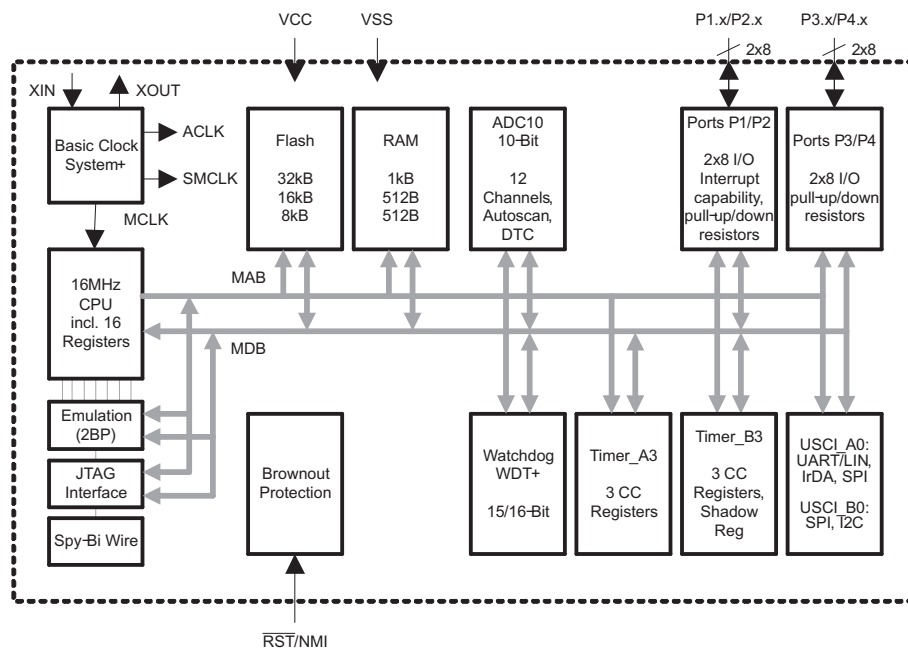 VCC
VSS
P1.x/P2.x
P3.x/P4.x
2x8
2x8
XIN
XOUT
Basic Clock
System+
ACLK
SMCLK
MCLK
Flash
32kB
16kB
8kB
RAM
1kB
512B
512B
ADC10
10-Bit
12
Channels,
Autoscan,
DTC
Ports P1/P2
2x8 I/O
Interrupt
capability,
pull-up/down
resistors
Ports P3/P4
2x8 I/O
pull-up/down
resistors
16MHz
CPU
incl. 16
Registers
MAB
MDB
Emulation
(2BP)
JTAG
Interface
Spy-Bi Wire
Brownout
Protection
Watchdog
WDT+
15/16-Bit
Timer_A3
3 CC
Registers
Timer_B3
3 CC
Registers,
Shadow
Reg
USCI_A0:
UART/LIN,
IrDA, SPI
USCI_B0:
SPI, I2C
RST/NMI